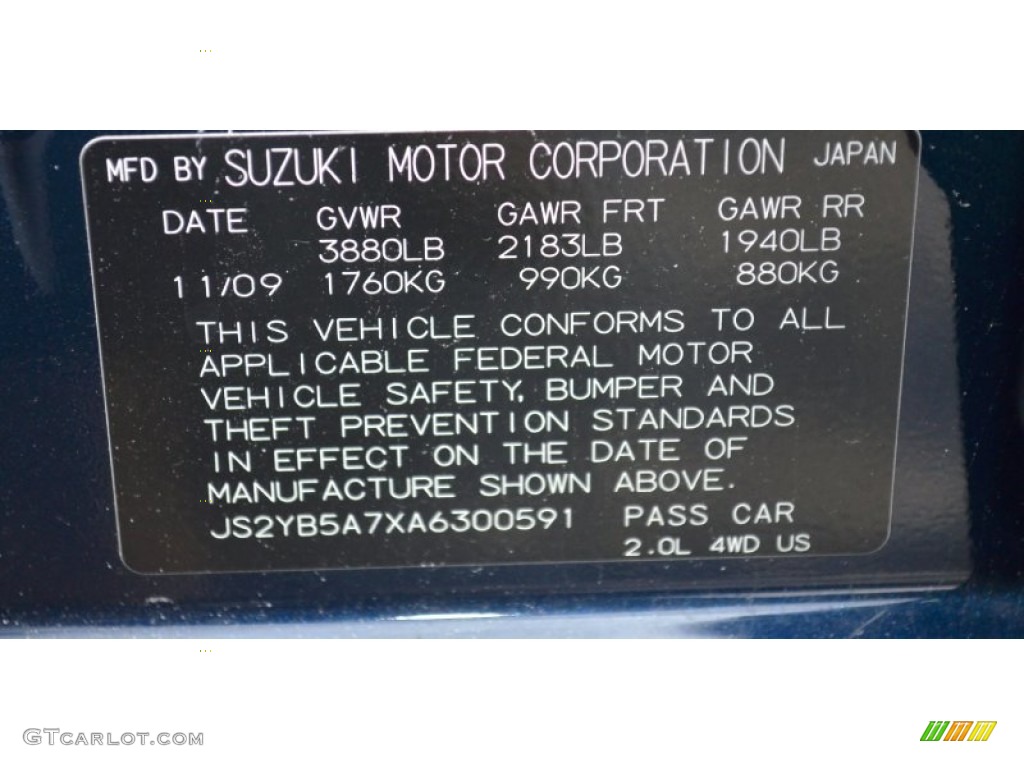 MFD BY SUZUKI MOTOR CORPORATION JAPAN
DATE GVWR GAWR FRT GAWR RR
3880LB 2183LB 1940LB
11/09 1760KG 990KG 880KG
THIS VEHICLE CONFORMS TO ALL
APPLICABLE FEDERAL MOTOR
VEHICLE SAFETY, BUMPER AND
THEFT PREVENTION STANDARDS
IN EFFECT ON THE DATE OF
MANUFACTURE SHOWN ABOVE.
JS2YB5A7XA6300591 PASS CAR
2.0L 4WD US
GTCARLOT.COM